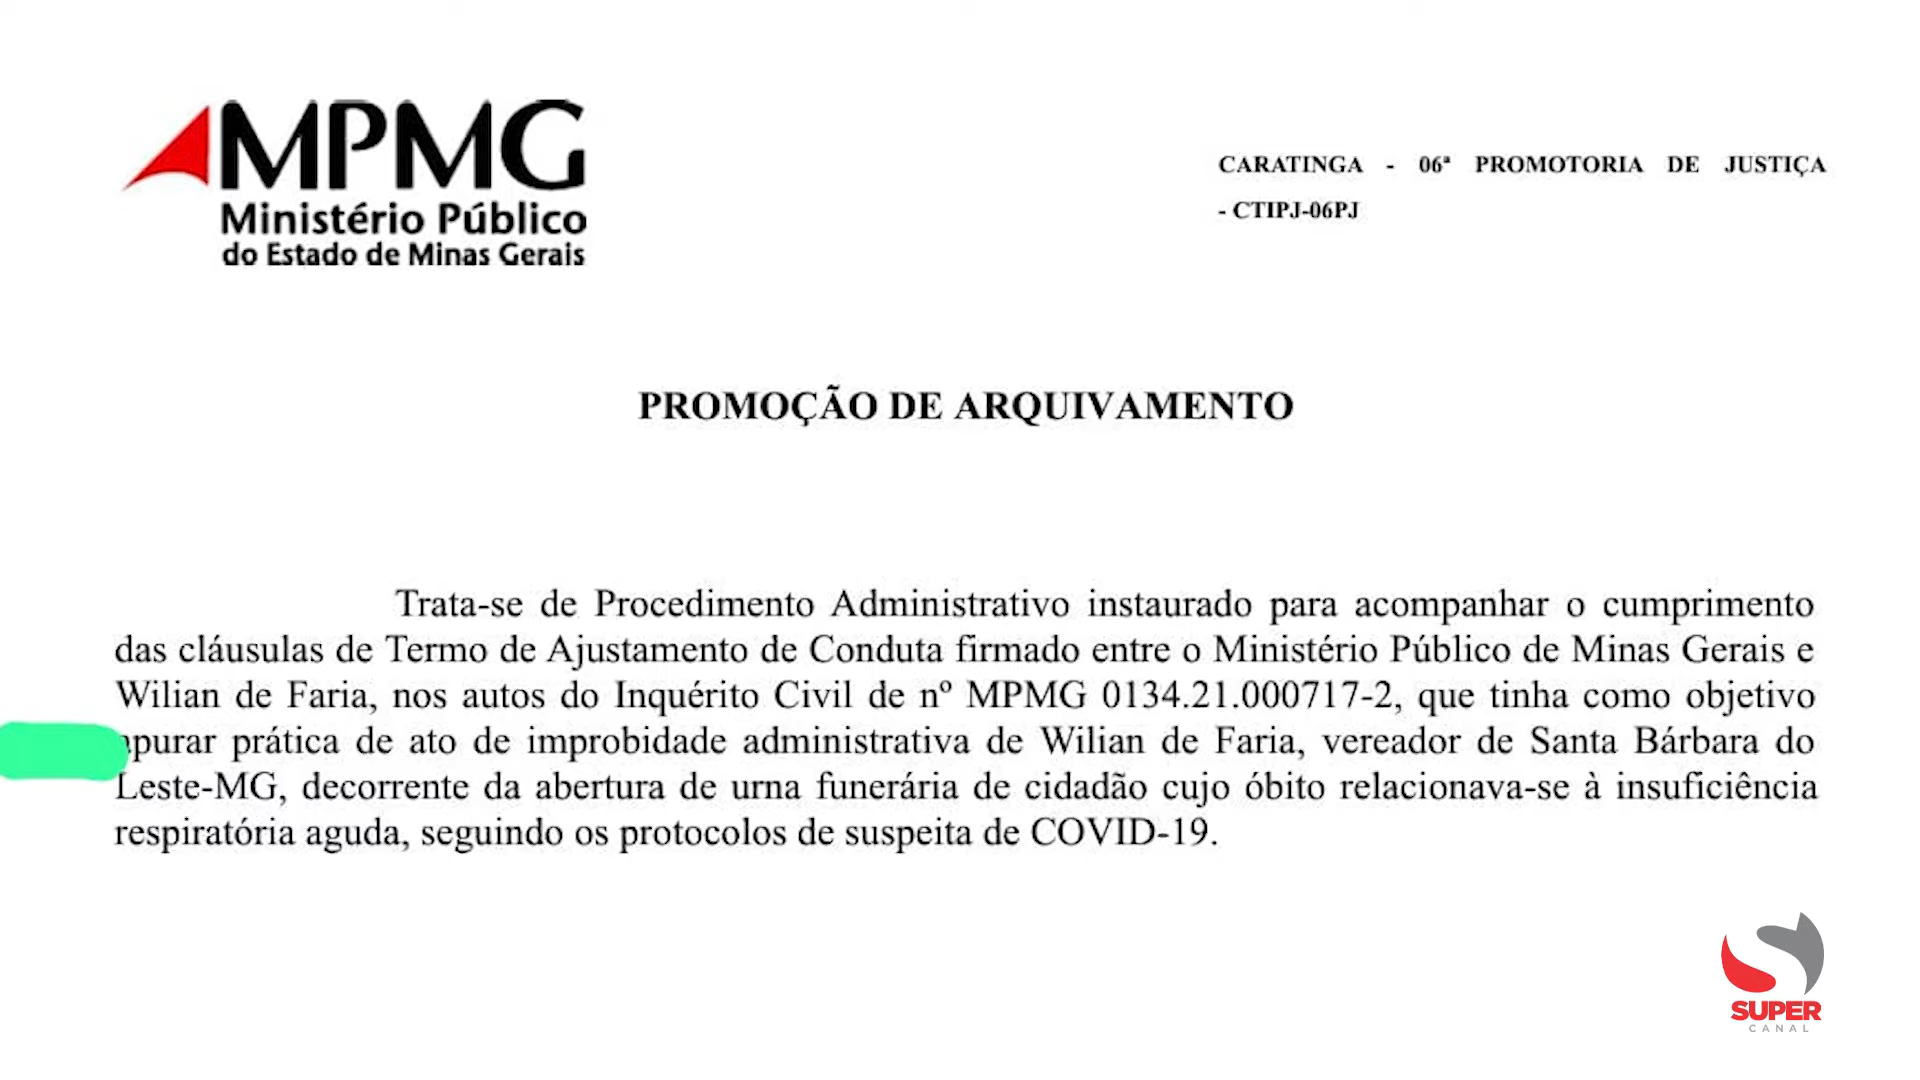 MPMG
Ministério Público
do Estado de Minas Gerais
CARATINGA - 06ª PROMOTORIA DE JUSTIÇA
- CTIPJ-06PJ
PROMOÇÃO DE ARQUIVAMENTO
Trata-se de Procedimento Administrativo instaurado para acompanhar o cumprimento
das cláusulas de Termo de Ajustamento de Conduta firmado entre o Ministério Público de Minas Gerais e
Wilian de Faria, nos autos do Inquérito Civil de nº MPMG 0134.21.000717-2, que tinha como objetivo
apurar prática de ato de improbidade administrativa de Wilian de Faria, vereador de Santa Bárbara do
Leste-MG, decorrente da abertura de urna funerária de cidadão cujo óbito relacionava-se à insuficiência
respiratória aguda, seguindo os protocolos de suspeita de COVID-19.
SUPER
CANAL